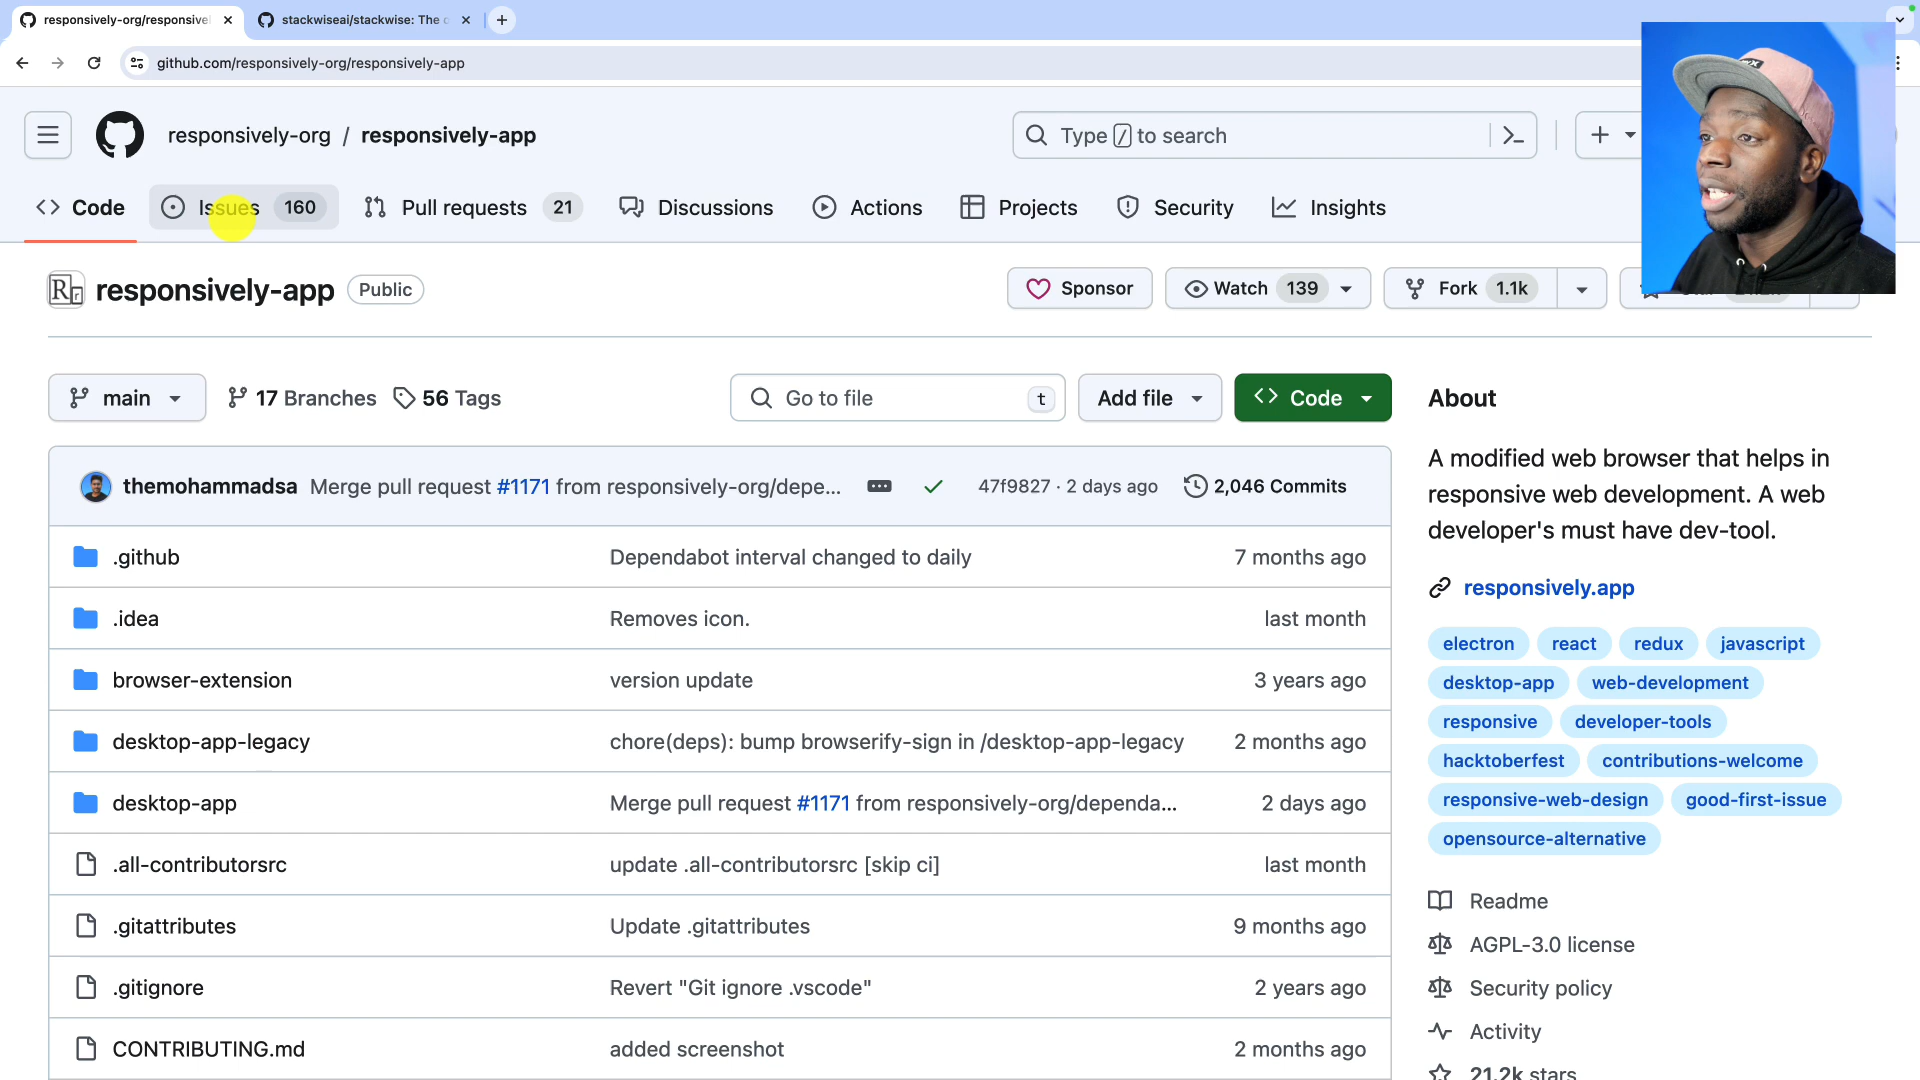 responsively-org/responsive
stackwiseai/stackwise: The o
github.com/responsively-org/responsively-app
responsively-org / responsively-app
Type / to search
Code
Issues 160
Pull requests 21
Discussions
Actions
Projects
Security
Insights
responsively-app Public
Sponsor
Watch 139
Fork 1.1k
main
17 Branches
56 Tags
Go to file t
Add file
Code
themohammadsa Merge pull request #1171 from responsively-org/depe... 47f9827 · 2 days ago 2,046 Commits
.github Dependabot interval changed to daily 7 months ago
.idea Removes icon. last month
browser-extension version update 3 years ago
desktop-app-legacy chore(deps): bump browserify-sign in /desktop-app-legacy 2 months ago
desktop-app Merge pull request #1171 from responsively-org/dependa... 2 days ago
.all-contributorsrc update .all-contributorsrc [skip ci] last month
.gitattributes Update .gitattributes 9 months ago
.gitignore Revert "Git ignore .vscode" 2 years ago
CONTRIBUTING.md added screenshot 2 months ago
About
A modified web browser that helps in
responsive web development. A web
developer's must have dev-tool.
responsively.app
electron react redux javascript
desktop-app web-development
responsive developer-tools
hacktoberfest contributions-welcome
responsive-web-design good-first-issue
opensource-alternative
Readme
AGPL-3.0 license
Security policy
Activity
21.2k stars